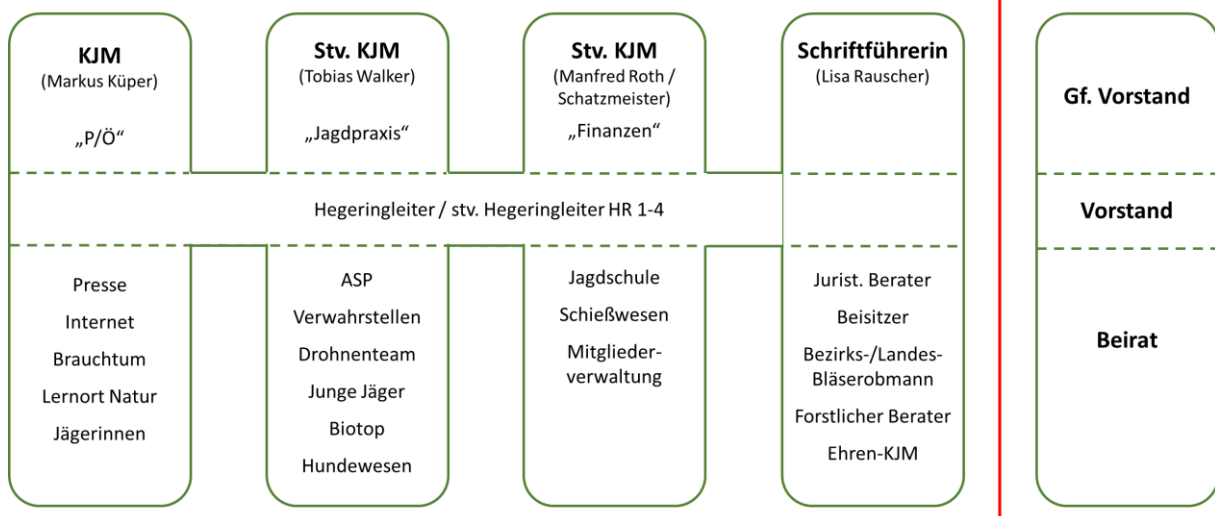 KJM
(Markus Küper)
„P/Ö“
Stv. KJM
(Tobias Walker)
„Jagdpraxis“
Stv. KJM
(Manfred Roth /
Schatzmeister)
„Finanzen“
Schriftführerin
(Lisa Rauscher)
Gf. Vorstand
Hegeringleiter / stv. Hegeringleiter HR 1-4
Vorstand
Presse
Internet
Brauchtum
Lernort Natur
Jägerinnen
ASP
Verwahrstellen
Drohnenteam
Junge Jäger
Biotop
Hundewesen
Jagdschule
Schießwesen
Mitglieder-
verwaltung
Jurist. Berater
Beisitzer
Bezirks-/Landes-
Bläserobmann
Forstlicher Berater
Ehren-KJM
Beirat